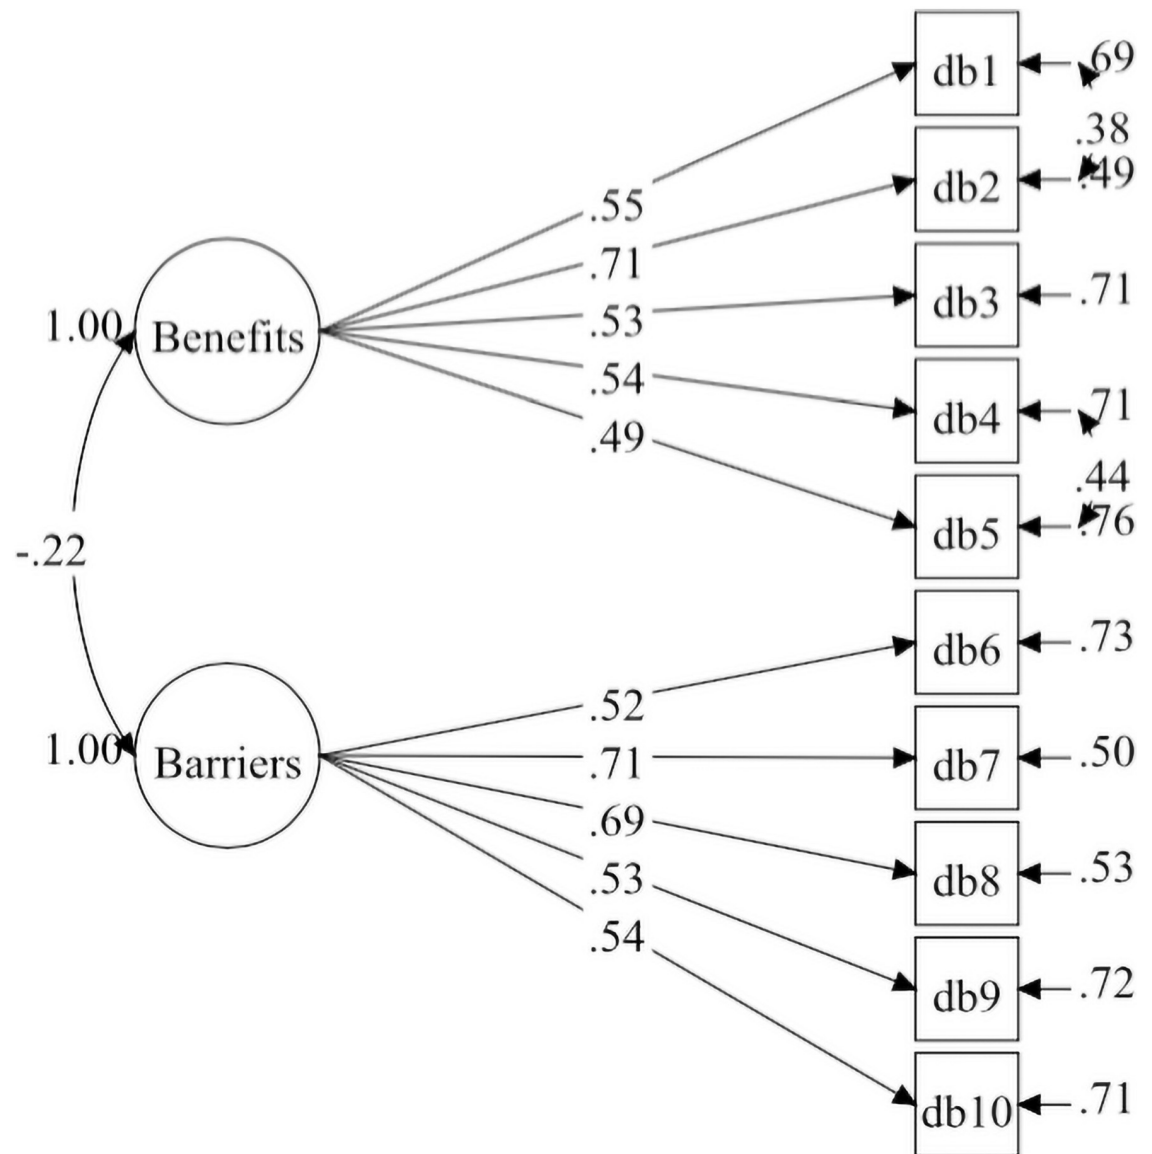 db1
.69
.38
db2
.49
.55
.71
db3
.71
.53
1.00
Benefits
.54
db4
.71
.49
.44
db5
.76
-.22
db6
.73
.52
1.00
Barriers
.71
db7
.50
.69
db8
.53
.53
.54
db9
.72
db10
.71